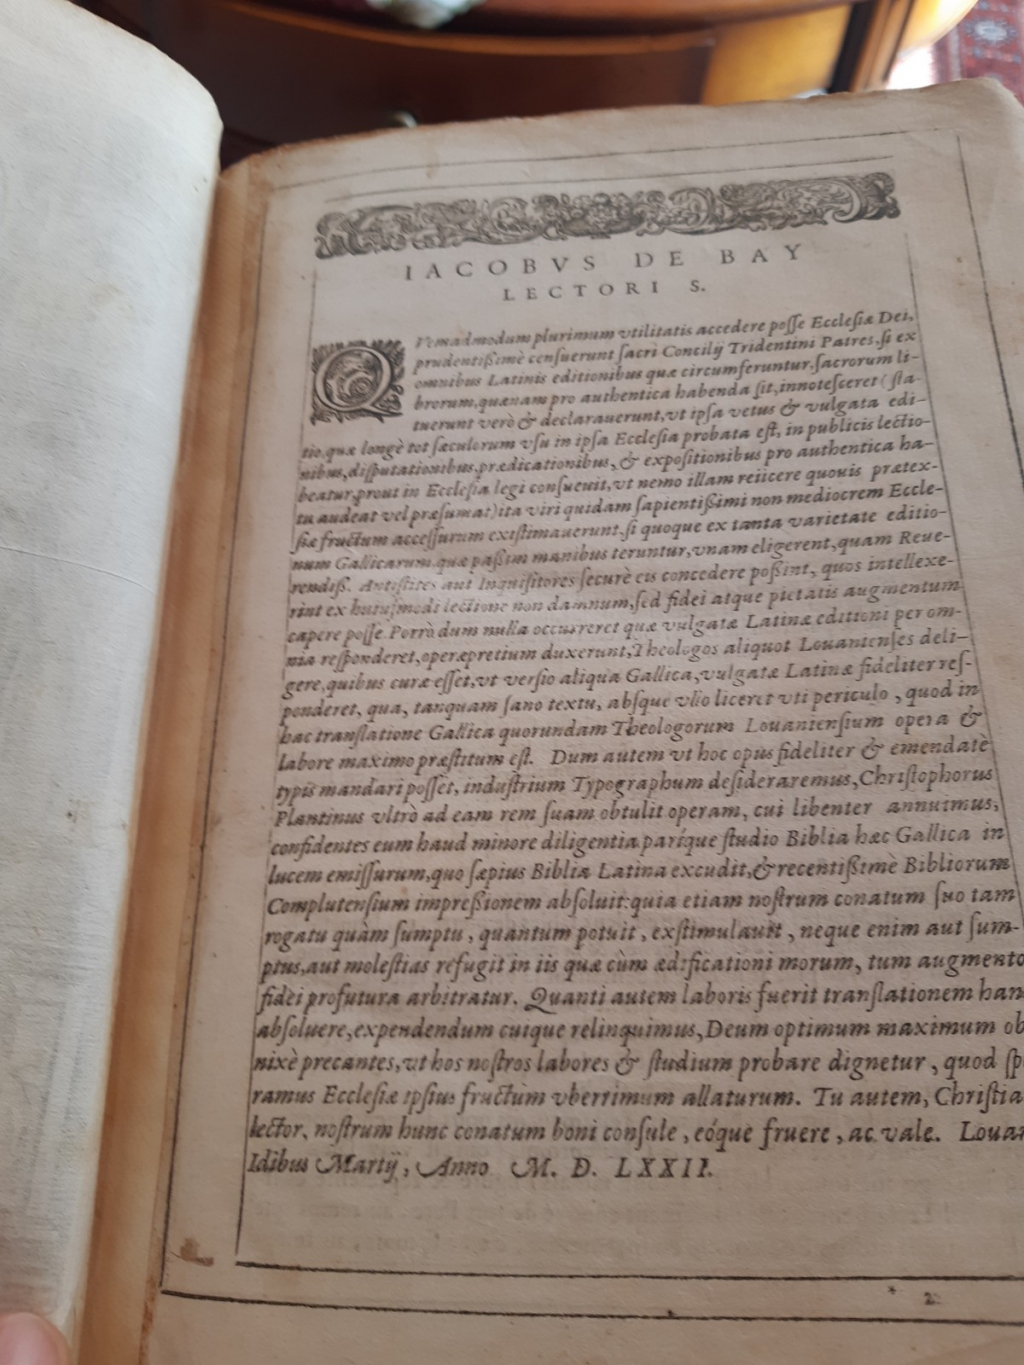 IACOBVS DE BAY
LECTORI S.
QVemadmodum plurimum vtilitatis accedere poſſe Eccleſiæ Dei,
prudentißimè cenſuerunt ſacri Concilij Tridentini Patres, ſi ex
omnibus Latinis editionibus quæ circumferuntur, ſacrorum li-
brorum, quænam pro authentica habenda ſit, innoteſceret (ſta-
tuerunt verò & declarauerunt, vt ipſa vetus & vulgata edi-
tio, quæ longè tot ſæculorum vſu in ipſa Eccleſia probata eſt, in publicis lectio-
nibus, diſputationibus, prædicationibus, & expoſitionibus pro authentica ha-
beatur, prout in Eccleſia legi conſueuit, vt nemo illam reiicere quouis prætex-
tu audeat vel præſumat) ita viri quidam ſapientißimi non mediocrem Eccle-
ſiæ fructum acceſſurum exiſtimauerunt, ſi quoque ex tanta varietate editio-
num Gallicarum, quæ paßim manibus teruntur, vnam eligerent, quam Reue-
rendiß. Antiſtites aut Inquiſitores ſecurè eis concedere poßint, quos intellexe-
rint ex huiuſmodi lectione non damnum, ſed fidei atque pietatis augmentum
capere poſſe. Porrò dum nulla occurreret quæ vulgatæ Latinæ editioni per om-
nia reſponderet, operæpretium duxerunt, Theologos aliquot Louanienſes deli-
gere, quibus curæ eſſet, vt verſio aliqua Gallica, vulgatæ Latinæ fideliter reſ-
ponderet, qua, tanquam ſano textu, abſque vllo liceret vti periculo, quod in
hac tranſlatione Gallica quorundam Theologorum Louanienſium opera &
labore maximo præſtitum eſt. Dum autem vt hoc opus fideliter & emendatè
typis mandari poſſet, induſtrium Typographum deſideraremus, Chriſtophorus
Plantinus vltrò ad eam rem ſuam obtulit operam, cui libenter annuimus,
confidentes eum haud minore diligentia paríque ſtudio Biblia hæc Gallica in
lucem emiſſurum, quo ſæpius Biblia Latina excudit, & recentißimè Bibliorum
Complutenſium impreßionem abſoluit: quia etiam noſtrum conatum ſuo tam
rogatu quàm ſumptu, quantum potuit, exſtimulauit, neque enim aut ſum-
ptus, aut moleſtias refugit in iis quæ cùm ædificationi morum, tum augmento
fidei profutura arbitratur. Quanti autem laboris fuerit tranſlationem han
abſoluere, expendendum cuique relinquimus, Deum optimum maximum ob
nixè precantes, vt hos noſtros labores & ſtudium probare dignetur, quod ſp
ramus Eccleſiæ ipſius fructum vberrimum allaturum. Tu autem, Chriſtia
lector, noſtrum hunc conatum boni conſule, eóque fruere, ac vale. Loua
Idibus Martij, Anno M. D. LXXII.
* 2